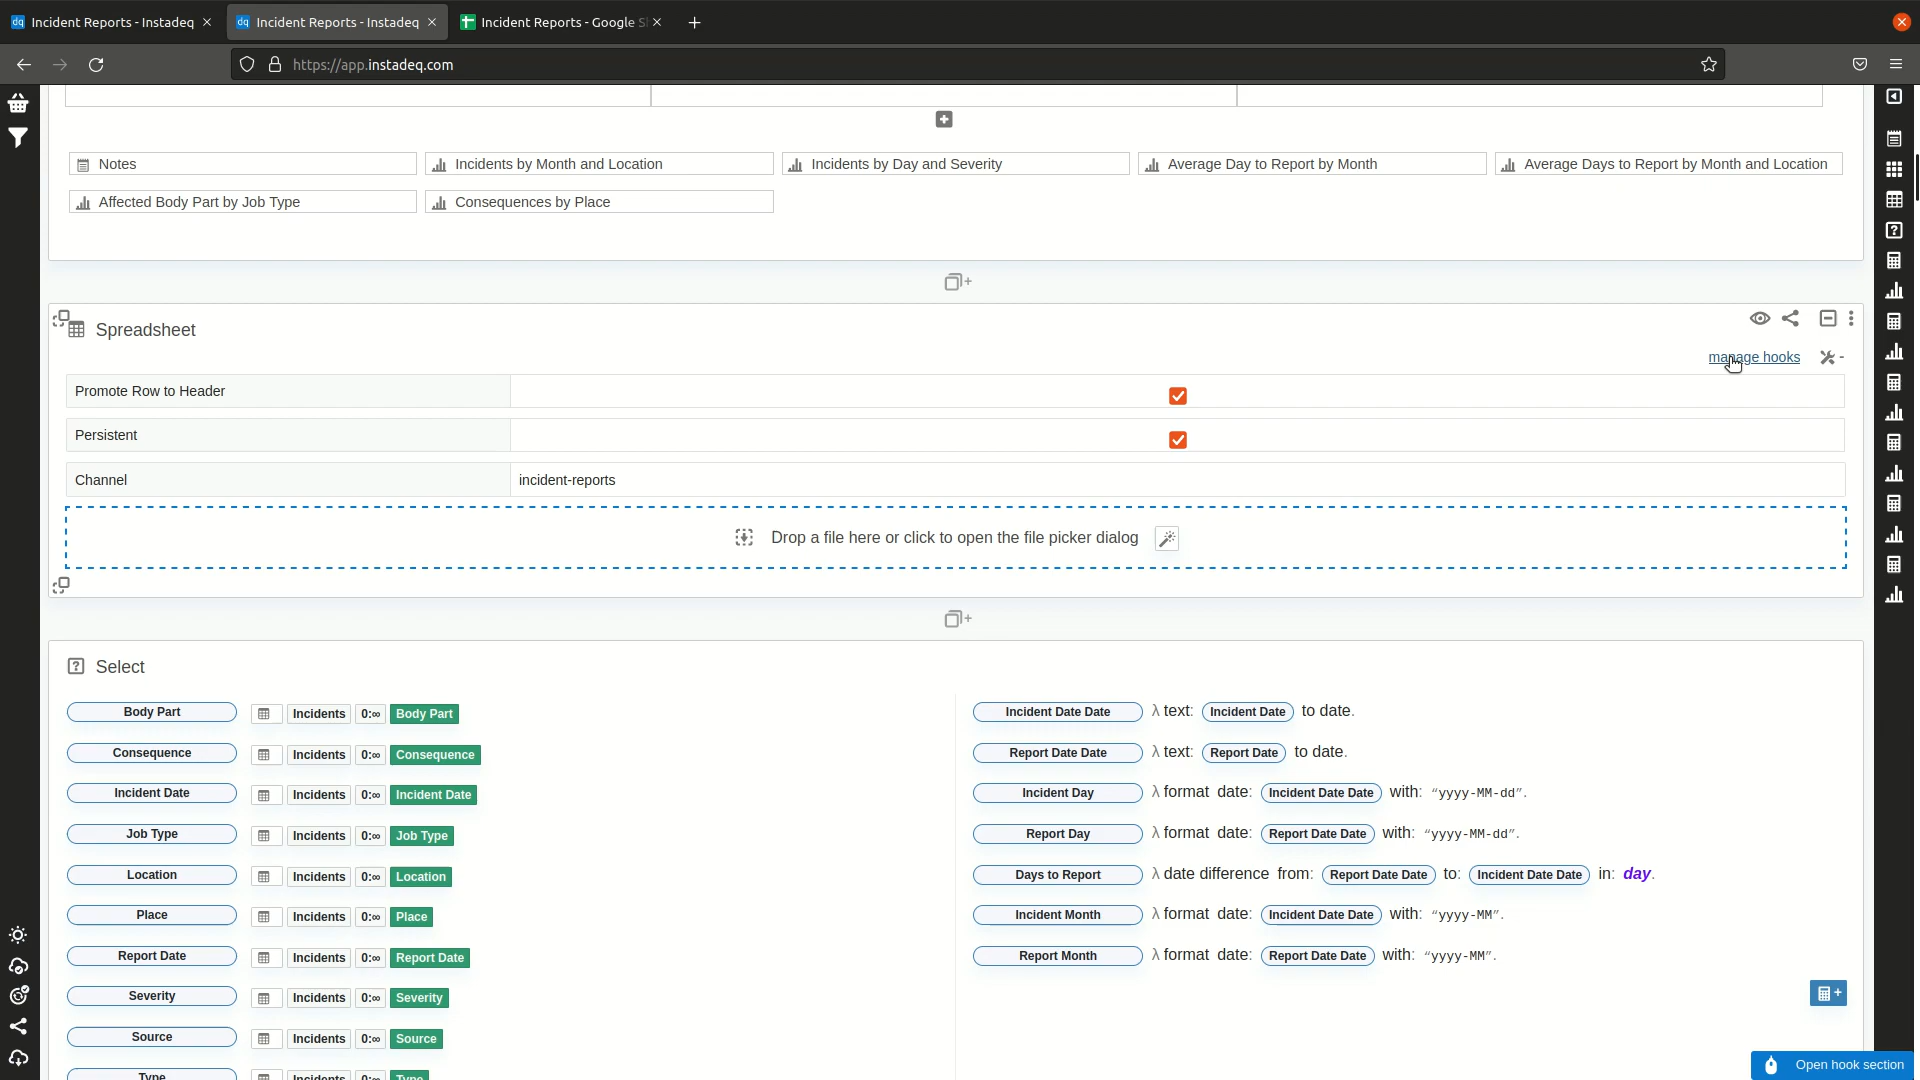 Incident Reports - Instadeq
Incident Reports - Instadeq
Incident Reports - Google S
https://app.instadeq.com
Notes
Incidents by Month and Location
Incidents by Day and Severity
Average Day to Report by Month
Average Days to Report by Month and Location
Affected Body Part by Job Type
Consequences by Place
Spreadsheet
manage hooks
Promote Row to Header
Persistent
Channel incident-reports
Drop a file here or click to open the file picker dialog
Select
Body Part Incidents 0:∞ Body Part
Consequence Incidents 0:∞ Consequence
Incident Date Incidents 0:∞ Incident Date
Job Type Incidents 0:∞ Job Type
Location Incidents 0:∞ Location
Place Incidents 0:∞ Place
Report Date Incidents 0:∞ Report Date
Severity Incidents 0:∞ Severity
Source Incidents 0:∞ Source
Type Incidents 0:∞ Type
Incident Date Date λ text: Incident Date to date.
Report Date Date λ text: Report Date to date.
Incident Day λ format date: Incident Date Date with: “yyyy-MM-dd”.
Report Day λ format date: Report Date Date with: “yyyy-MM-dd”.
Days to Report λ date difference from: Report Date Date to: Incident Date Date in: day.
Incident Month λ format date: Incident Date Date with: “yyyy-MM”.
Report Month λ format date: Report Date Date with: “yyyy-MM”.
Open hook section